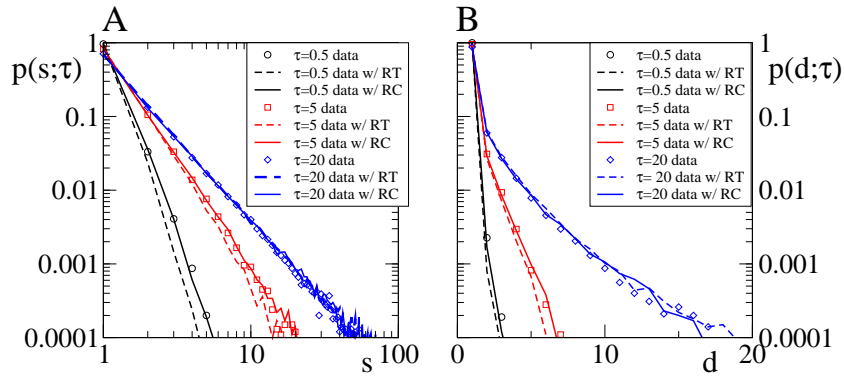 A
p(s;τ)
1
0.1
0.01
0.001
0.0001
1
10
100
s
τ=0.5 data
τ=0.5 data w/ RT
τ=0.5 data w/ RC
τ=5 data
τ=5 data w/ RT
τ=5 data w/ RC
τ=20 data
τ=20 data w/ RT
τ=20 data w/ RC
B
p(d;τ)
1
0.1
0.01
0.001
0.0001
0
10
20
d
τ=0.5 data
τ=0.5 data w/ RT
τ=0.5 data w/ RC
τ=5 data
τ=5 data w/ RT
τ=5 data w/ RC
τ=20 data
τ=20 data w/ RT
τ=20 data w/ RC